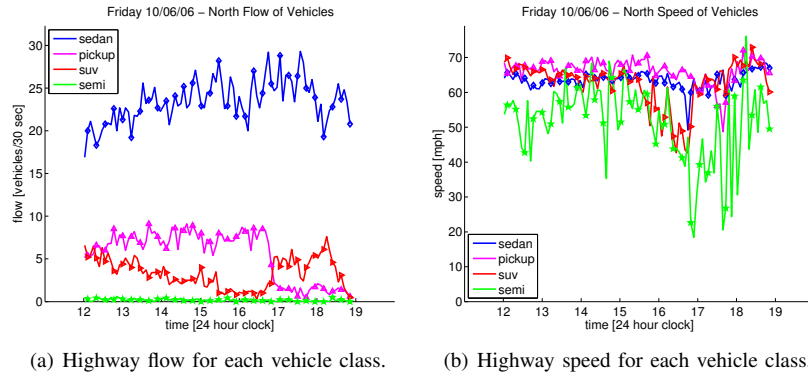 Friday 10/06/06 – North Flow of Vehicles
30
25
20
15
10
5
0
flow [vehicles/30 sec]
sedan
pickup
suv
semi
12 13 14 15 16 17 18 19
time [24 hour clock]
(a) Highway flow for each vehicle class.
Friday 10/06/06 – North Speed of Vehicles
70
60
50
40
30
20
10
0
speed [mph]
sedan
pickup
suv
semi
12 13 14 15 16 17 18 19
time [24 hour clock]
(b) Highway speed for each vehicle class.